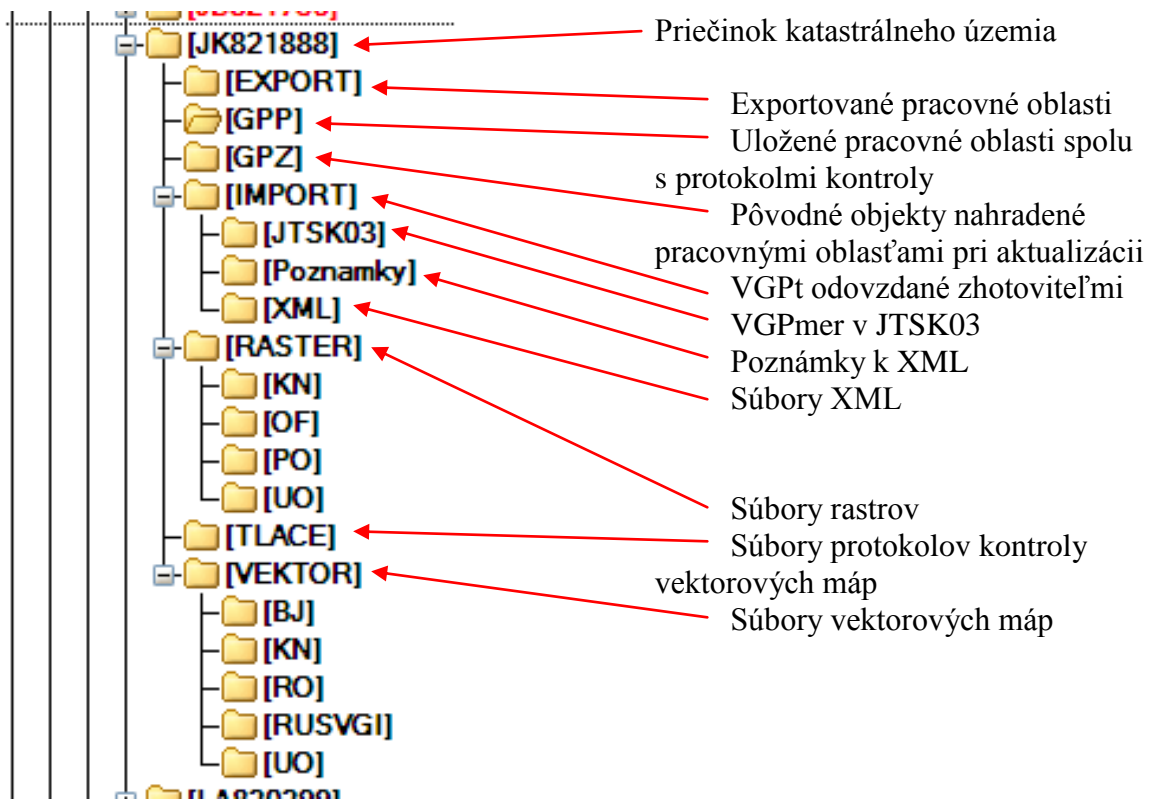 [JK821888]
[EXPORT]
[GPP]
[GPZ]
[IMPORT]
[JTSK03]
[Poznamky]
[XML]
[RASTER]
[KN]
[OF]
[PO]
[UO]
[TLACE]
[VEKTOR]
[BJ]
[KN]
[RO]
[RUSVGI]
[UO]
Priečinok katastrálneho územia
Exportované pracovné oblasti
Uložené pracovné oblasti spolu
s protokolmi kontroly
Pôvodné objekty nahradené
pracovnými oblasťami pri aktualizácii
VGPt odovzdané zhotoviteľmi
VGPmer v JTSK03
Poznámky k XML
Súbory XML
Súbory rastrov
Súbory protokolov kontroly
vektorových máp
Súbory vektorových máp